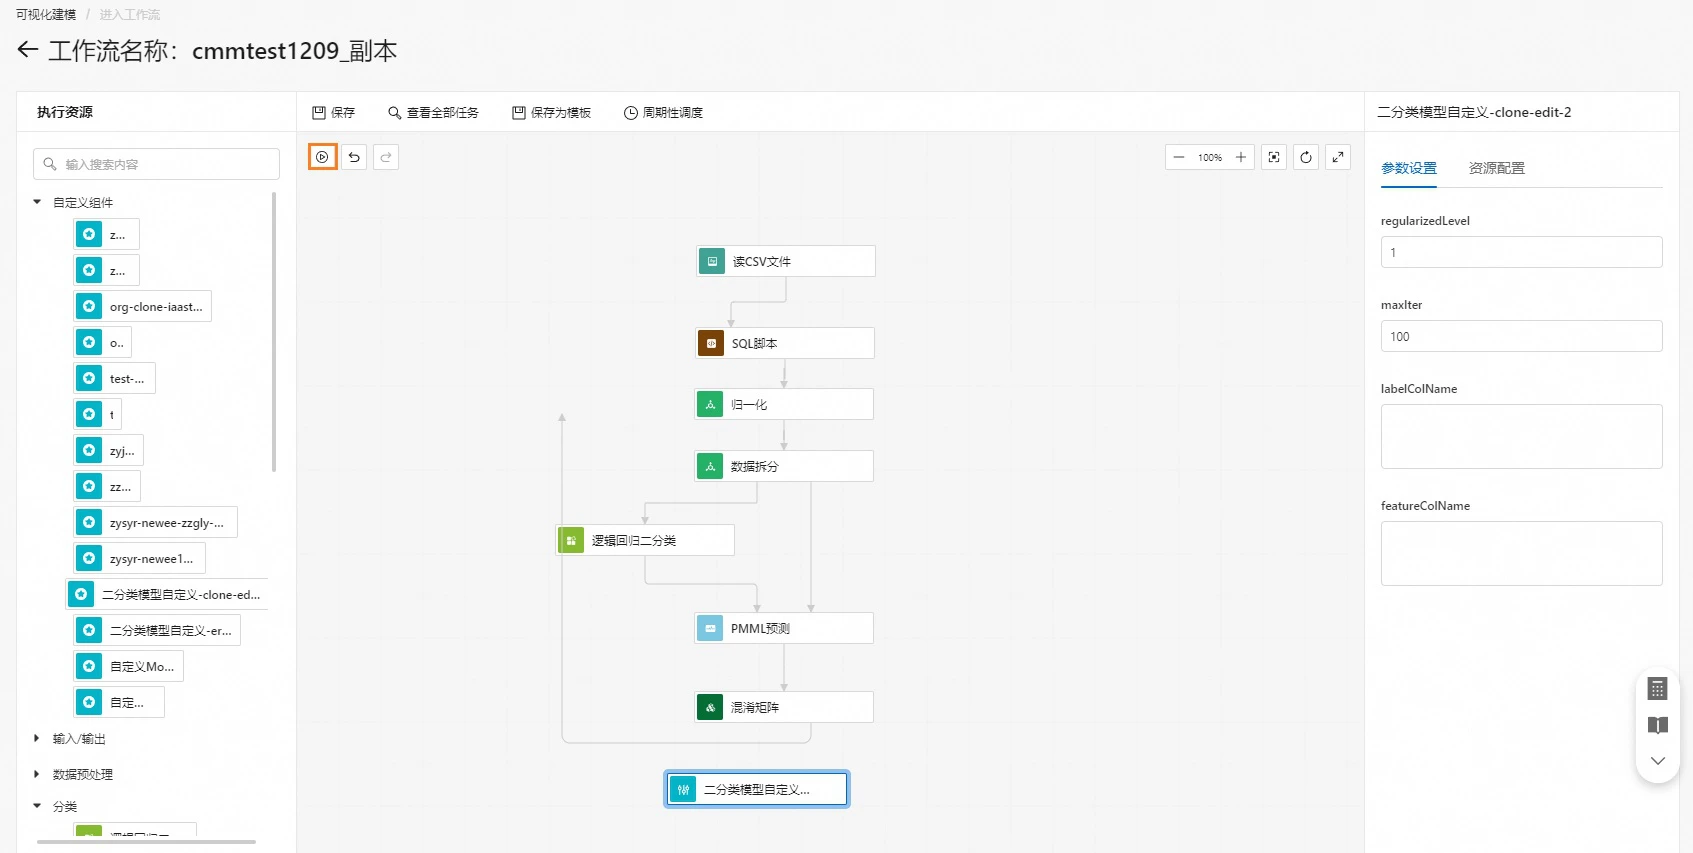 可视化建模 / 进入工作流
工作流名称：cmmtest1209_副本
执行资源
保存
查看全部任务
保存为模板
周期性调度
二分类模型自定义-clone-edit-2
输入搜索内容
100%
参数设置
资源配置
自定义组件
z...
z...
org-clone-iaast...
o..
test-...
t
zyj...
zz...
zysyr-newee-zzgly-...
zysyr-newee1...
二分类模型自定义-clone-ed...
二分类模型自定义-er...
自定义Mo...
自定...
输入/输出
数据预处理
分类
读CSV文件
SQL脚本
归一化
数据拆分
逻辑回归二分类
PMML预测
混淆矩阵
二分类模型自定义...
regularizedLevel
1
maxIter
100
labelColName
featureColName